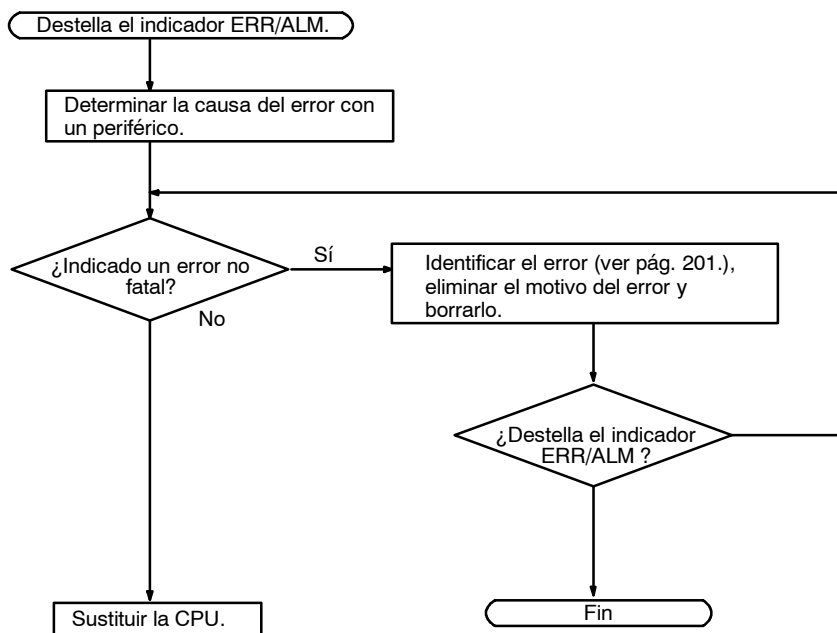 Destella el indicador ERR/ALM.
Determinar la causa del error con
un periférico.
¿Indicado un error no
fatal?
Sí
No
Identificar el error (ver pág. 201.),
eliminar el motivo del error y
borrarlo.
¿Destella el indicador
ERR/ALM ?
Sustituir la CPU.
Fin